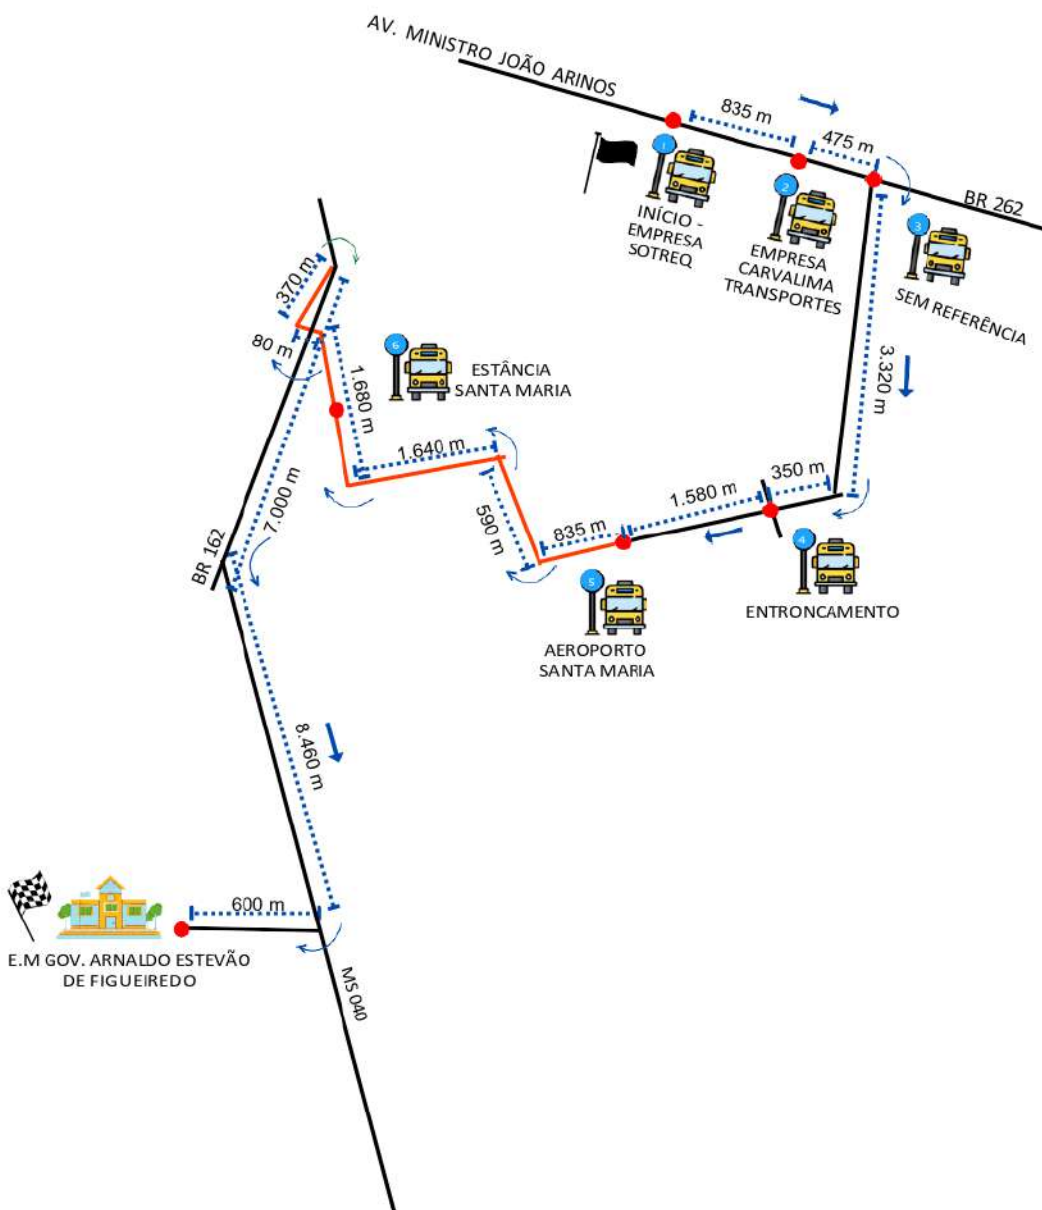 AV. MINISTRO JOÃO ARINOS
835 m
475 m
BR 262
1
INÍCIO -
EMPRESA
SOTREQ
2
EMPRESA
CARVALIMA
TRANSPORTES
3
SEM REFERÊNCIA
3.320 m
370 m
80 m
6
ESTÂNCIA
SANTA MARIA
1.680 m
1.640 m
590 m
835 m
1.580 m
350 m
4
ENTRONCAMENTO
5
AEROPORTO
SANTA MARIA
7.000 m
BR 162
8.460 m
600 m
E.M GOV. ARNALDO ESTEVÃO
DE FIGUEIREDO
MS 040